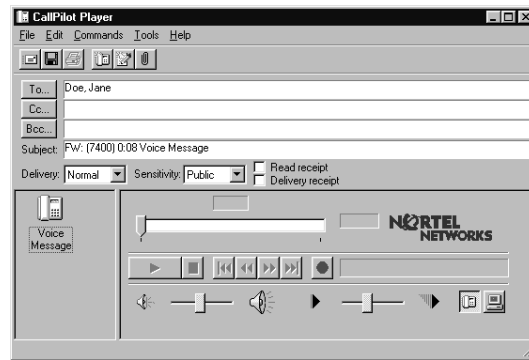 CallPilot Player
File Edit Commands Tools Help
To... Doe, Jane
Cc...
Bcc...
Subject: FW: (7400) 0:08 Voice Message
Delivery: Normal Sensitivity: Public Read receipt
Delivery receipt
Voice
Message
NORTEL
NETWORKS